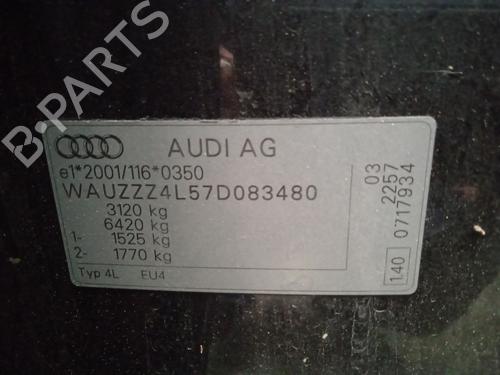 B-PARTS
AUDI AG
e1*2001/116*0350
WAUZZZ4L57D083480
3120 kg
6420 kg
1- 1525 kg
2- 1770 kg
Typ 4L EU4
03
2257
0717934
140